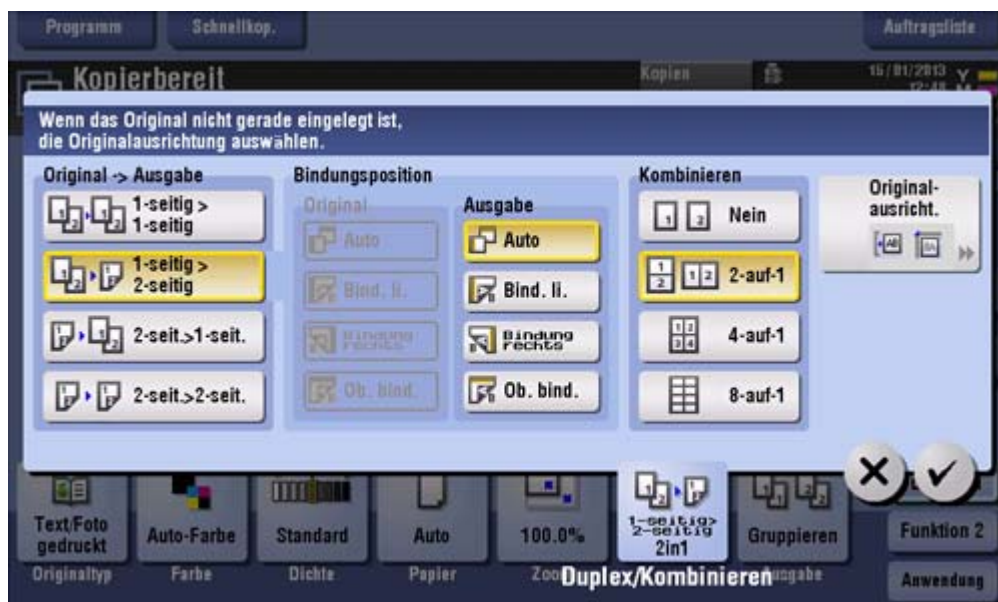 Programm
Schnellkop.
Auftragsliste
Kopierbereit
Kopien
Y
Wenn das Original nicht gerade eingelegt ist,
die Originalausrichtung auswählen.
Original -> Ausgabe
1-seitig >
1-seitig
1-seitig >
2-seitig
2-seit.>1-seit.
2-seit.>2-seit.
Bindungsposition
Original
Auto
Bind. li.
Bindung
rechts
Ob. bind.
Ausgabe
Auto
Bind. li.
Bindung
rechts
Ob. bind.
Kombinieren
Nein
2-auf-1
4-auf-1
8-auf-1
Original-
ausricht.
Text/Foto
gedruckt
Auto-Farbe
Standard
Auto
100.0%
1-seitig>
2-seitig
2in1
Gruppieren
Funktion 2
Originaltyp
Farbe
Dichte
Papier
Duplex/Kombinieren
Anwendung